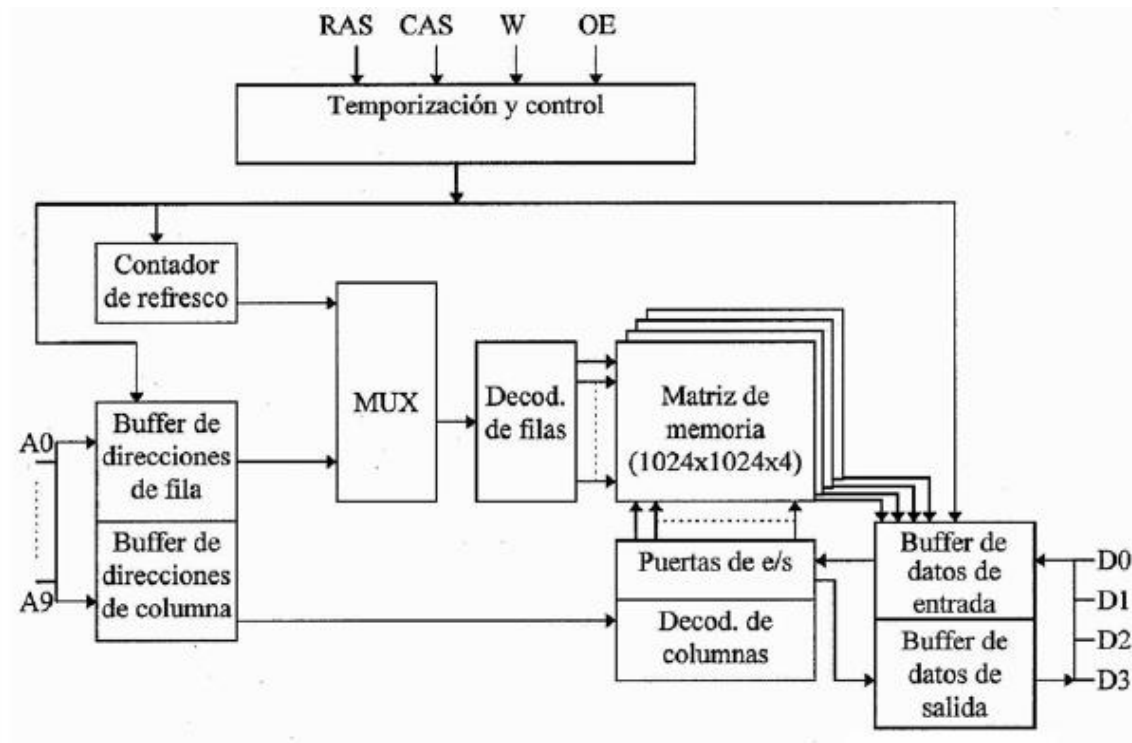 RAS CAS W OE
Temporización y control
Contador
de refresco
MUX
Decod.
de filas
Matriz de
memoria
(1024x1024x4)
A0
A9
Buffer de
direcciones
de fila
Buffer de
direcciones
de columna
Puertas de e/s
Decod. de
columnas
Buffer de
datos de
entrada
Buffer de
datos de
salida
D0
D1
D2
D3